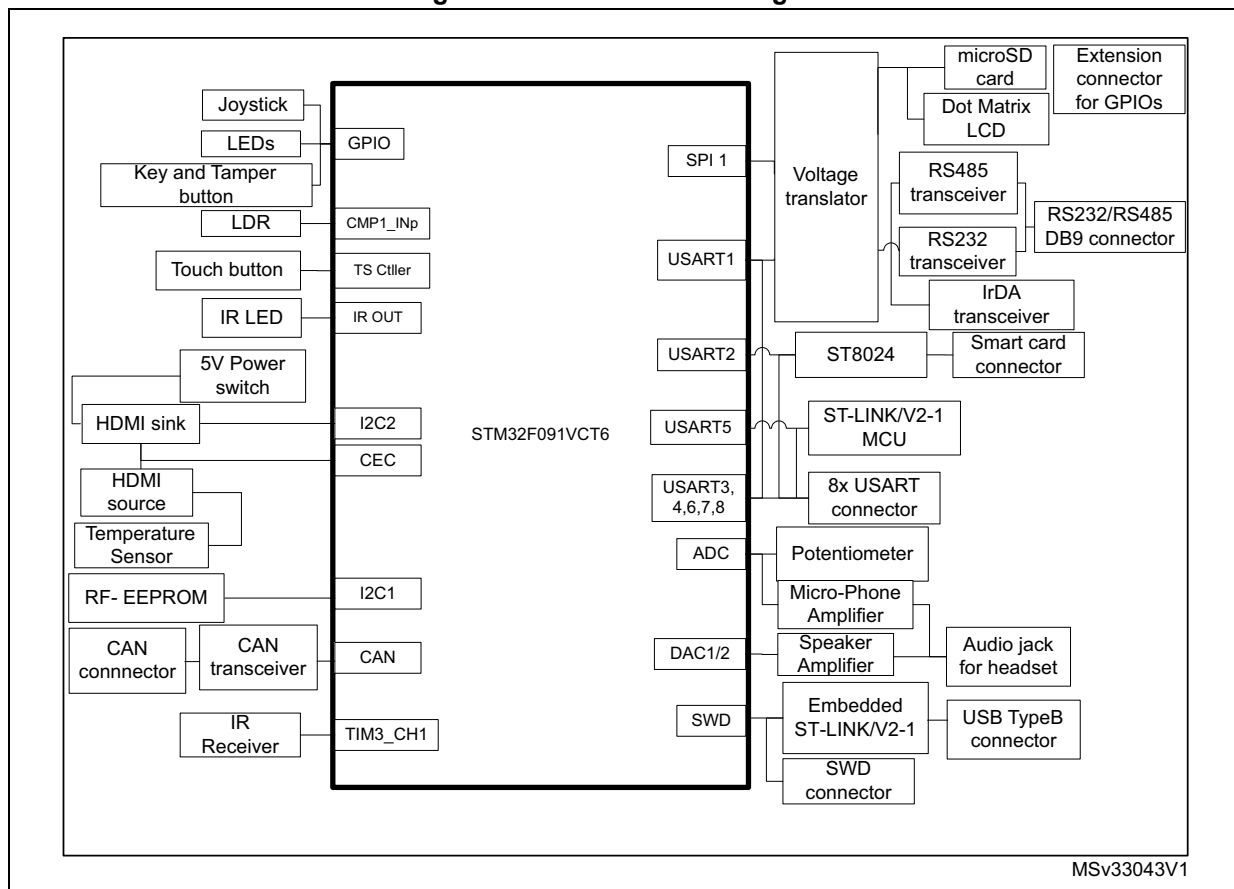 Joystick
LEDs
Key and Tamper
button
LDR
Touch button
IR LED
5V Power
switch
HDMI sink
HDMI
source
Temperature
Sensor
RF- EEPROM
CAN
connnector
CAN
transceiver
IR
Receiver
GPIO
CMP1_INp
TS Ctller
IR OUT
I2C2
CEC
I2C1
CAN
TIM3_CH1
STM32F091VCT6
SPI 1
USART1
USART2
USART5
USART3,
4,6,7,8
ADC
DAC1/2
SWD
Voltage
translator
microSD
card
Extension
connector
for GPIOs
Dot Matrix
LCD
RS485
transceiver
RS232
transceiver
RS232/RS485
DB9 connector
IrDA
transceiver
ST8024
Smart card
connector
ST-LINK/V2-1
MCU
8x USART
connector
Potentiometer
Micro-Phone
Amplifier
Speaker
Amplifier
Audio jack
for headset
Embedded
ST-LINK/V2-1
USB TypeB
connector
SWD
connector
MSv33043V1